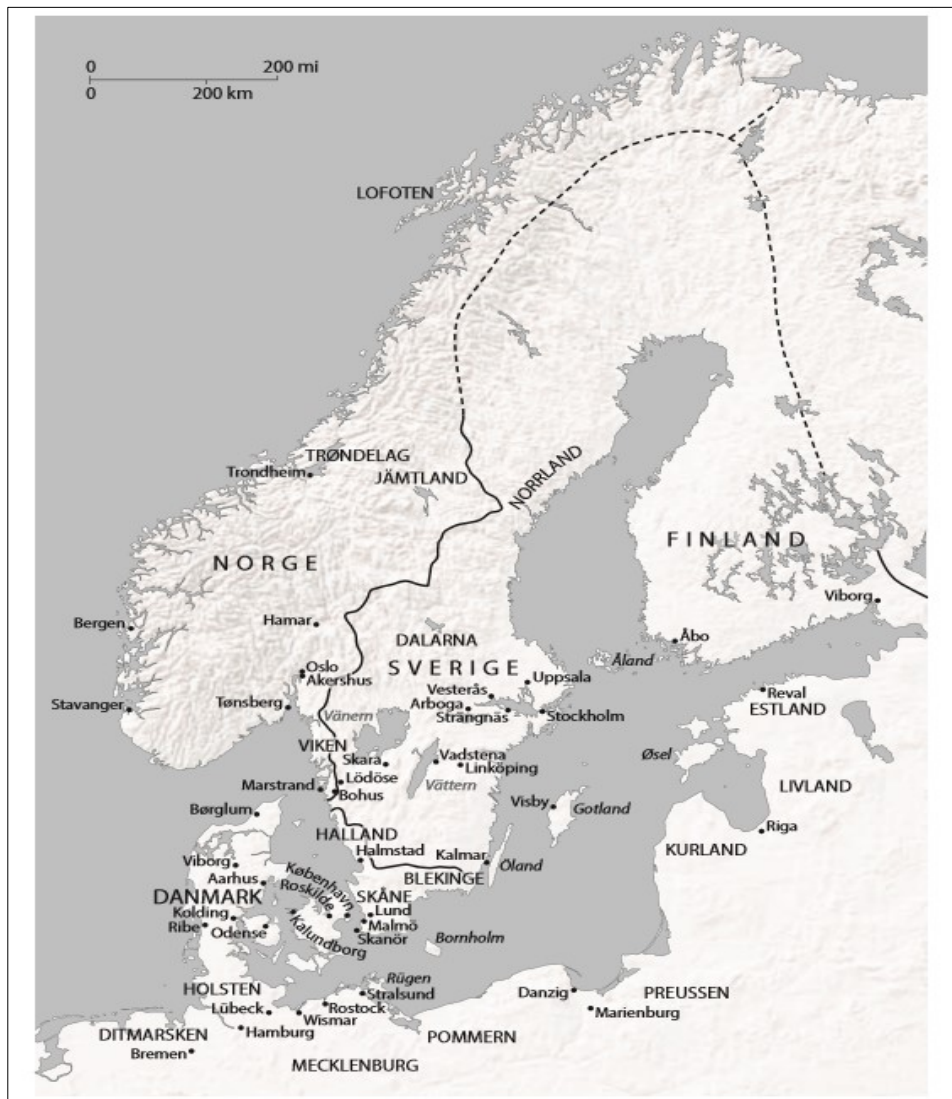 0 200 mi
0 200 km
LOFOTEN
TRØNDELAG
Trondheim
JÄMTLAND
NORRLAND
NORGE
FINLAND
Viborg
Bergen
Hamar
DALARNA
Åbo
Åland
SVERIGE
Oslo
Akershus
Uppsala
Vesterås
Stavanger
Tønsberg
Arboga
Strängnäs
Stockholm
Reval
ESTLAND
Vänern
VIKEN
Skara
Vadstena
Linköping
Øsel
Lödöse
Vättern
LIVLAND
Marstrand
Bohus
Visby
Gotland
Børglum
Riga
HALLAND
KURLAND
Halmstad
Kalmar
Öland
Viborg
København
BLEKINGE
Aarhus
Roskilde
DANMARK
SKÅNE
Kolding
Lund
Ribe
Odense
Kalundborg
Malmö
Skanör
Bornholm
Rügen
HOLSTEN
Stralsund
Danzig
PREUSSEN
Lübeck
Rostock
Marienburg
Wismar
DITMARSKEN
Hamburg
POMMERN
Bremen
MECKLENBURG